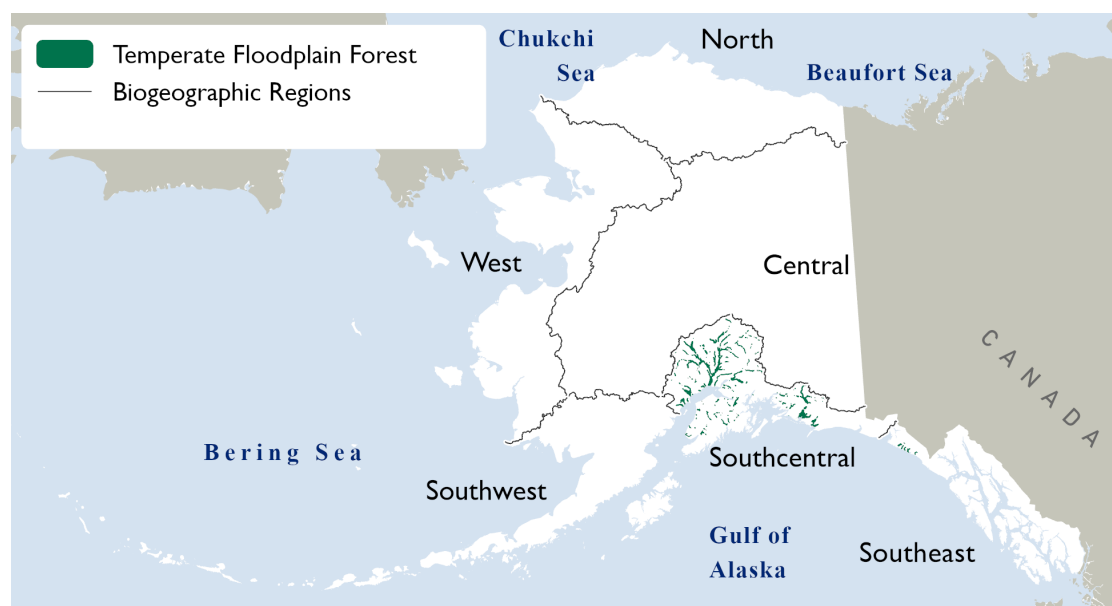 Temperate Floodplain Forest
Biogeographic Regions
Chukchi
Sea
North
Beaufort Sea
West
Central
CANADA
Bering Sea
Southwest
Southcentral
Gulf of
Alaska
Southeast